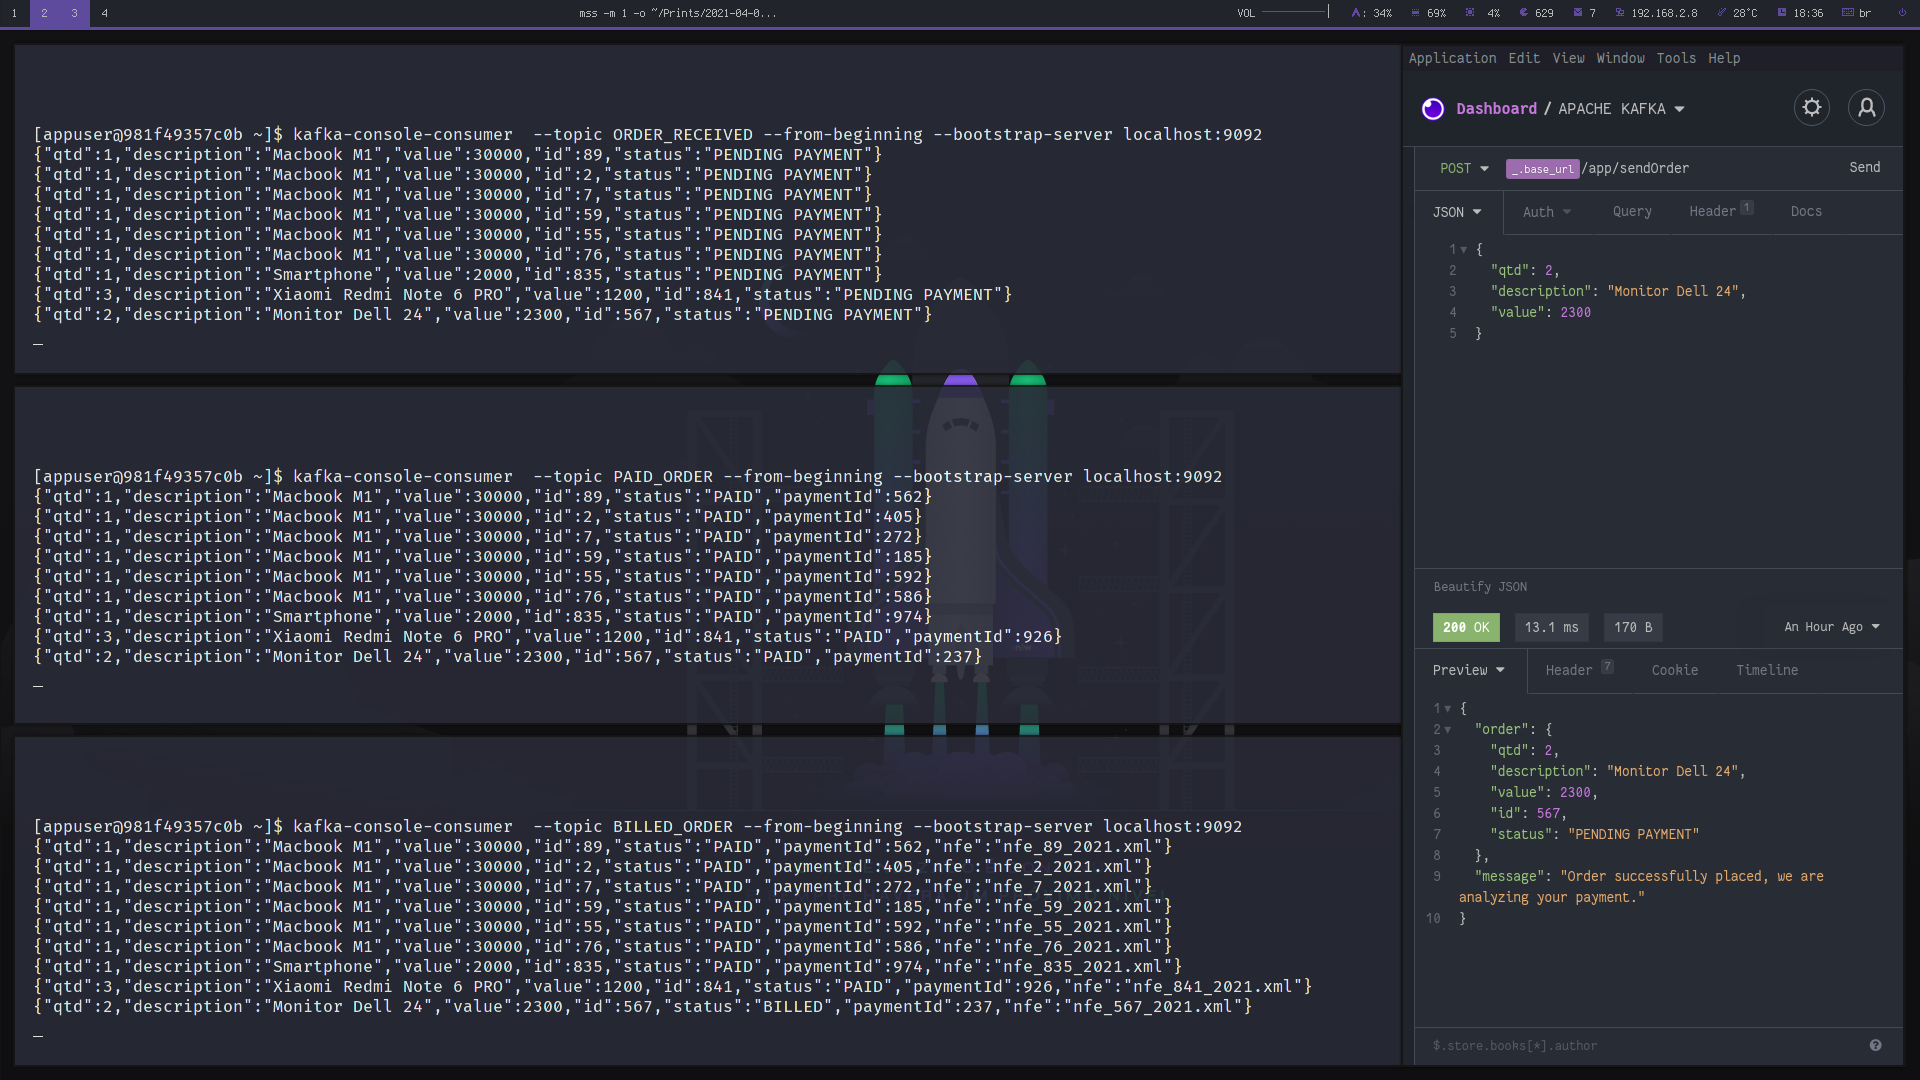 1 2 3 4 mss -m 1 -o ~/Prints/2021-04-0... VOL : 34% 69% 4% 629 7 192.168.2.8 28°C 18:36 br
[appuser@981f49357c0b ~]$ kafka-console-consumer  --topic ORDER_RECEIVED --from-beginning --bootstrap-server localhost:9092
{"qtd":1,"description":"Macbook M1","value":30000,"id":89,"status":"PENDING PAYMENT"}
{"qtd":1,"description":"Macbook M1","value":30000,"id":2,"status":"PENDING PAYMENT"}
{"qtd":1,"description":"Macbook M1","value":30000,"id":7,"status":"PENDING PAYMENT"}
{"qtd":1,"description":"Macbook M1","value":30000,"id":59,"status":"PENDING PAYMENT"}
{"qtd":1,"description":"Macbook M1","value":30000,"id":55,"status":"PENDING PAYMENT"}
{"qtd":1,"description":"Macbook M1","value":30000,"id":76,"status":"PENDING PAYMENT"}
{"qtd":1,"description":"Smartphone","value":2000,"id":835,"status":"PENDING PAYMENT"}
{"qtd":3,"description":"Xiaomi Redmi Note 6 PRO","value":1200,"id":841,"status":"PENDING PAYMENT"}
{"qtd":2,"description":"Monitor Dell 24","value":2300,"id":567,"status":"PENDING PAYMENT"}
_
[appuser@981f49357c0b ~]$ kafka-console-consumer  --topic PAID_ORDER --from-beginning --bootstrap-server localhost:9092
{"qtd":1,"description":"Macbook M1","value":30000,"id":89,"status":"PAID","paymentId":562}
{"qtd":1,"description":"Macbook M1","value":30000,"id":2,"status":"PAID","paymentId":405}
{"qtd":1,"description":"Macbook M1","value":30000,"id":7,"status":"PAID","paymentId":272}
{"qtd":1,"description":"Macbook M1","value":30000,"id":59,"status":"PAID","paymentId":185}
{"qtd":1,"description":"Macbook M1","value":30000,"id":55,"status":"PAID","paymentId":592}
{"qtd":1,"description":"Macbook M1","value":30000,"id":76,"status":"PAID","paymentId":586}
{"qtd":1,"description":"Smartphone","value":2000,"id":835,"status":"PAID","paymentId":974}
{"qtd":3,"description":"Xiaomi Redmi Note 6 PRO","value":1200,"id":841,"status":"PAID","paymentId":926}
{"qtd":2,"description":"Monitor Dell 24","value":2300,"id":567,"status":"PAID","paymentId":237}
_
[appuser@981f49357c0b ~]$ kafka-console-consumer  --topic BILLED_ORDER --from-beginning --bootstrap-server localhost:9092
{"qtd":1,"description":"Macbook M1","value":30000,"id":89,"status":"PAID","paymentId":562,"nfe":"nfe_89_2021.xml"}
{"qtd":1,"description":"Macbook M1","value":30000,"id":2,"status":"PAID","paymentId":405,"nfe":"nfe_2_2021.xml"}
{"qtd":1,"description":"Macbook M1","value":30000,"id":7,"status":"PAID","paymentId":272,"nfe":"nfe_7_2021.xml"}
{"qtd":1,"description":"Macbook M1","value":30000,"id":59,"status":"PAID","paymentId":185,"nfe":"nfe_59_2021.xml"}
{"qtd":1,"description":"Macbook M1","value":30000,"id":55,"status":"PAID","paymentId":592,"nfe":"nfe_55_2021.xml"}
{"qtd":1,"description":"Macbook M1","value":30000,"id":76,"status":"PAID","paymentId":586,"nfe":"nfe_76_2021.xml"}
{"qtd":1,"description":"Smartphone","value":2000,"id":835,"status":"PAID","paymentId":974,"nfe":"nfe_835_2021.xml"}
{"qtd":3,"description":"Xiaomi Redmi Note 6 PRO","value":1200,"id":841,"status":"PAID","paymentId":926,"nfe":"nfe_841_2021.xml"}
{"qtd":2,"description":"Monitor Dell 24","value":2300,"id":567,"status":"BILLED","paymentId":237,"nfe":"nfe_567_2021.xml"}
_
Application Edit View Window Tools Help
Dashboard / APACHE KAFKA
POST _.base_url /app/sendOrder Send
JSON Auth Query Header 1 Docs
1 {
2 "qtd": 2,
3 "description": "Monitor Dell 24",
4 "value": 2300
5 }
Beautify JSON
200 OK 13.1 ms 170 B An Hour Ago
Preview Header 7 Cookie Timeline
1 {
2 "order": {
3 "qtd": 2,
4 "description": "Monitor Dell 24",
5 "value": 2300,
6 "id": 567,
7 "status": "PENDING PAYMENT"
8 },
9 "message": "Order successfully placed, we are
analyzing your payment."
10 }
$.store.books[*].author